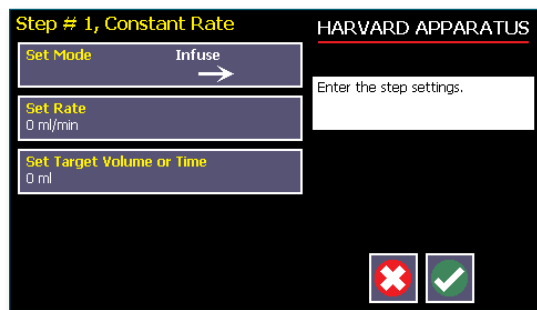 Step # 1, Constant Rate
HARVARD APPARATUS
Set Mode Infuse
Set Rate
0 ml/min
Set Target Volume or Time
0 ml
Enter the step settings.